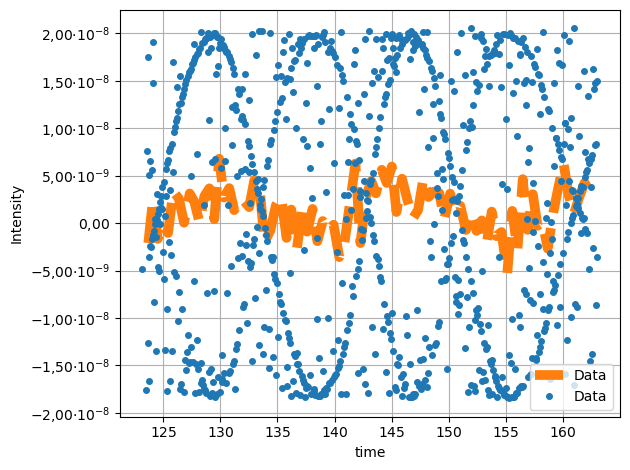 Intensity
2,00·10⁻⁸
1,50·10⁻⁸
1,00·10⁻⁸
5,00·10⁻⁹
0,00
−5,00·10⁻⁹
−1,00·10⁻⁸
−1,50·10⁻⁸
−2,00·10⁻⁸
Data
Data
125 130 135 140 145 150 155 160
time